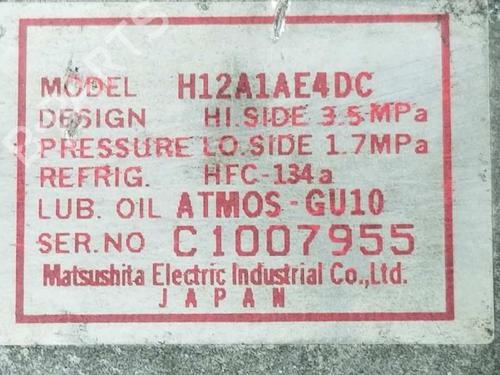 MODEL H12A1AE4DC
DESIGN HI.SIDE 3.5-MPa
PRESSURE LO.SIDE 1.7MPa
REFRIG. HFC-134a
LUB. OIL ATMOS-GU10
SER.NO C1007955
Matsushita Electric Industrial Co.,Ltd.
JAPAN